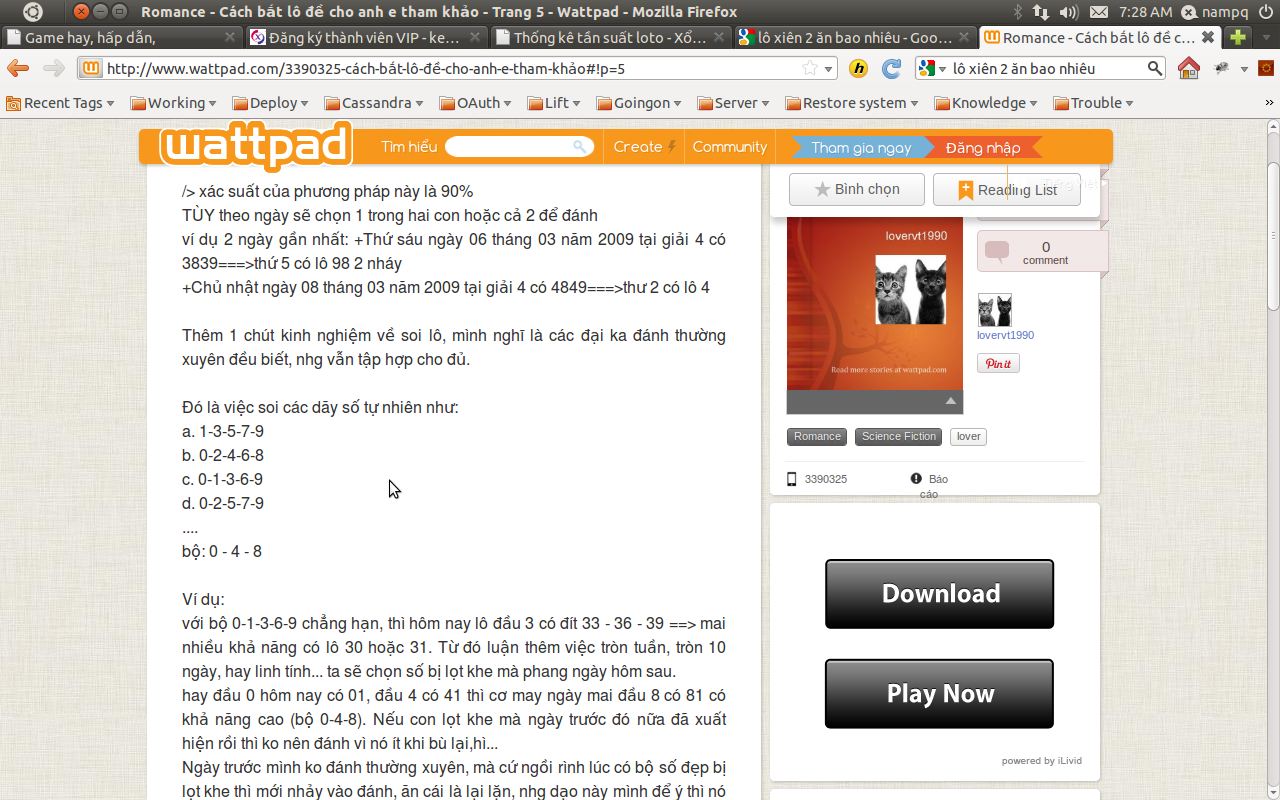 Romance - Cách bắt lô đề cho anh e tham khảo - Trang 5 - Wattpad - Mozilla Firefox
7:28 AM
nampq
Game hay, hấp dẫn,
Đăng ký thành viên VIP - ke...
Thống kê tần suất loto - Xổ...
lô xiên 2 ăn bao nhiêu - Goo...
Romance - Cách bắt lô đề c...
http://www.wattpad.com/3390325-cách-bắt-lô-đề-cho-anh-e-tham-khảo#!p=5
lô xiên 2 ăn bao nhiêu
Recent Tags
Working
Deploy
Cassandra
OAuth
Lift
Goingon
Server
Restore system
Knowledge
Trouble
»
wattpad
Tìm hiểu
Create
Community
Tham gia ngay
Đăng nhập
/> xác suất của phương pháp này là 90%
TÙY theo ngày sẽ chọn 1 trong hai con hoặc cả 2 để đánh
ví dụ 2 ngày gần nhất: +Thứ sáu ngày 06 tháng 03 năm 2009 tại giải 4 có
3839===>thứ 5 có lô 98 2 nháy
+Chủ nhật ngày 08 tháng 03 năm 2009 tại giải 4 có 4849===>thư 2 có lô 4
Thêm 1 chút kinh nghiệm về soi lô, mình nghĩ là các đại ka đánh thường
xuyên đều biết, nhg vẫn tập hợp cho đủ.
Đó là việc soi các dãy số tự nhiên như:
a. 1-3-5-7-9
b. 0-2-4-6-8
c. 0-1-3-6-9
d. 0-2-5-7-9
....
bộ: 0 - 4 - 8
Ví dụ:
với bộ 0-1-3-6-9 chẳng hạn, thì hôm nay lô đầu 3 có đít 33 - 36 - 39 ==> mai
nhiều khả năng có lô 30 hoặc 31. Từ đó luận thêm việc tròn tuần, tròn 10
ngày, hay linh tính... ta sẽ chọn số bị lọt khe mà phang ngày hôm sau.
hay đầu 0 hôm nay có 01, đầu 4 có 41 thì cơ may ngày mai đầu 8 có 81 có
khả năng cao (bộ 0-4-8). Nếu con lọt khe mà ngày trước đó nữa đã xuất
hiện rồi thì ko nên đánh vì nó ít khi bù lại,hì...
Ngày trước mình ko đánh thường xuyên, mà cứ ngồi rình lúc có bộ số đẹp bị
lọt khe thì mới nhảy vào đánh, ăn cái là lại lặn, nhg dạo này mình để ý thì nó
Bình chọn
Reading List
lovervt1990
Read more stories at wattpad.com
0
comment
lovervt1990
Pin it
Romance
Science Fiction
lover
3390325
Báo
cáo
Download
Play Now
powered by iLivid